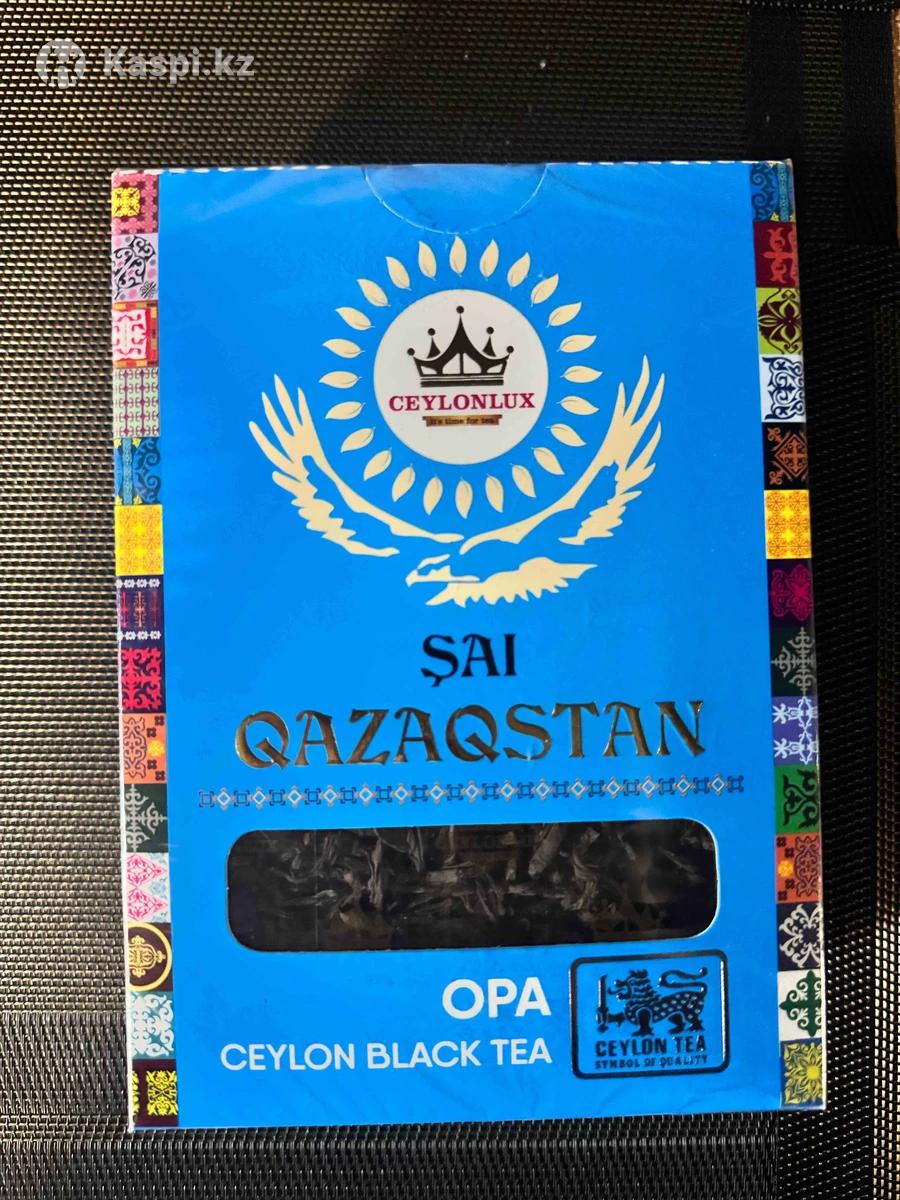 Kaspi.kz
CEYLONLUX
It's time for tea
ŞAI
QAZAQSTAN
OPA
CEYLON BLACK TEA
CEYLON TEA
SYMBOL OF QUALITY